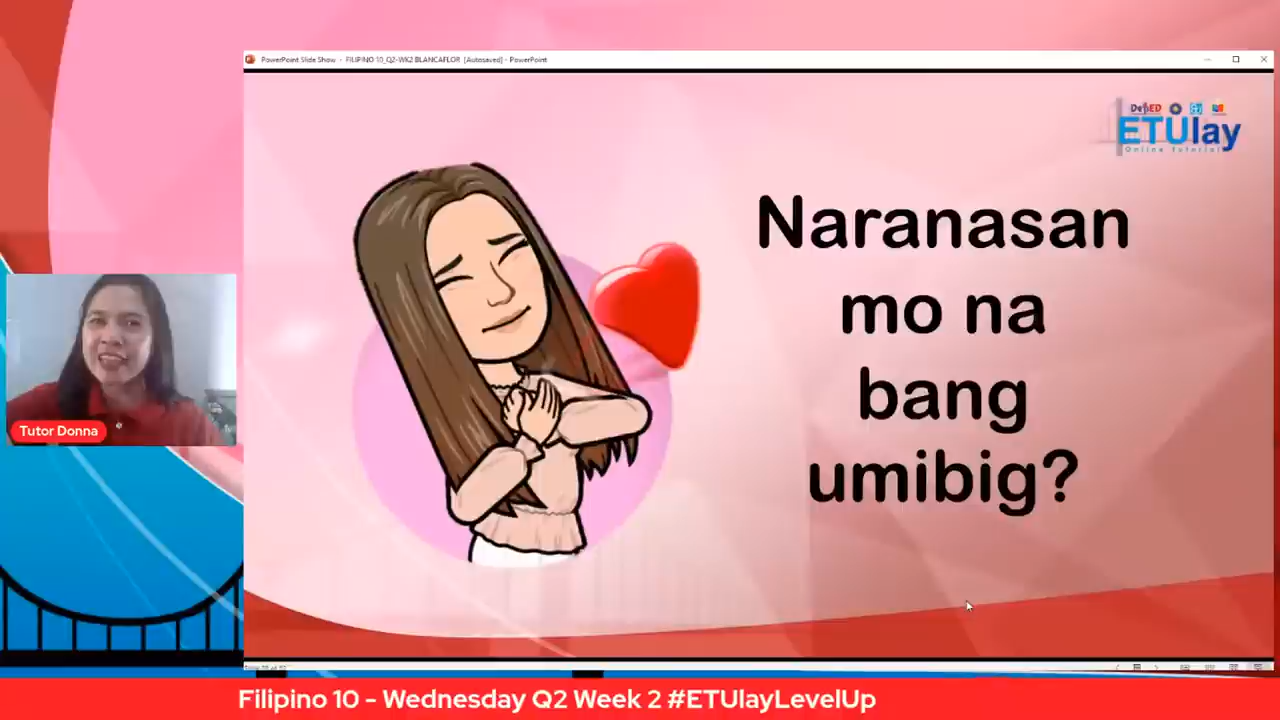 PowerPoint Slide Show - FILIPINO 10_Q2-WK2 BLANCAFLOR [Autosaved] - PowerPoint
DepED
ETUlay
Online Tutorial
Naranasan
mo na
bang
umibig?
Tutor Donna
Filipino 10 - Wednesday Q2 Week 2 #ETUlayLevelUp